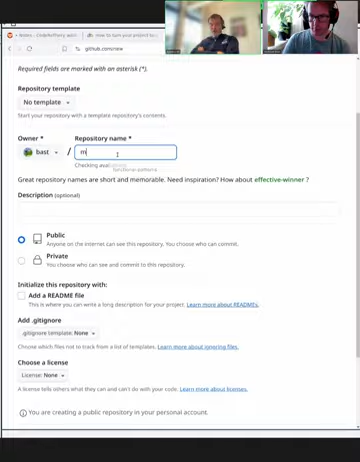 github.com/new
Required fields are marked with an asterisk (*).
Repository template
No template
Start your repository with a template repository's contents.
Owner *
Repository name *
bast
/
m
Checking
Great repository names are short and memorable. Need inspiration? How about effective-winner ?
Description (optional)
Public
Anyone on the internet can see this repository. You choose who can commit.
Private
You choose who can see and commit to this repository.
Initialize this repository with:
Add a README file
This is where you can write a long description for your project. Learn more about READMEs.
Add .gitignore
.gitignore template: None
Choose which files not to track from a list of templates. Learn more about ignoring files.
Choose a license
License: None
A license tells others what they can and can't do with your code. Learn more about licenses.
You are creating a public repository in your personal account.